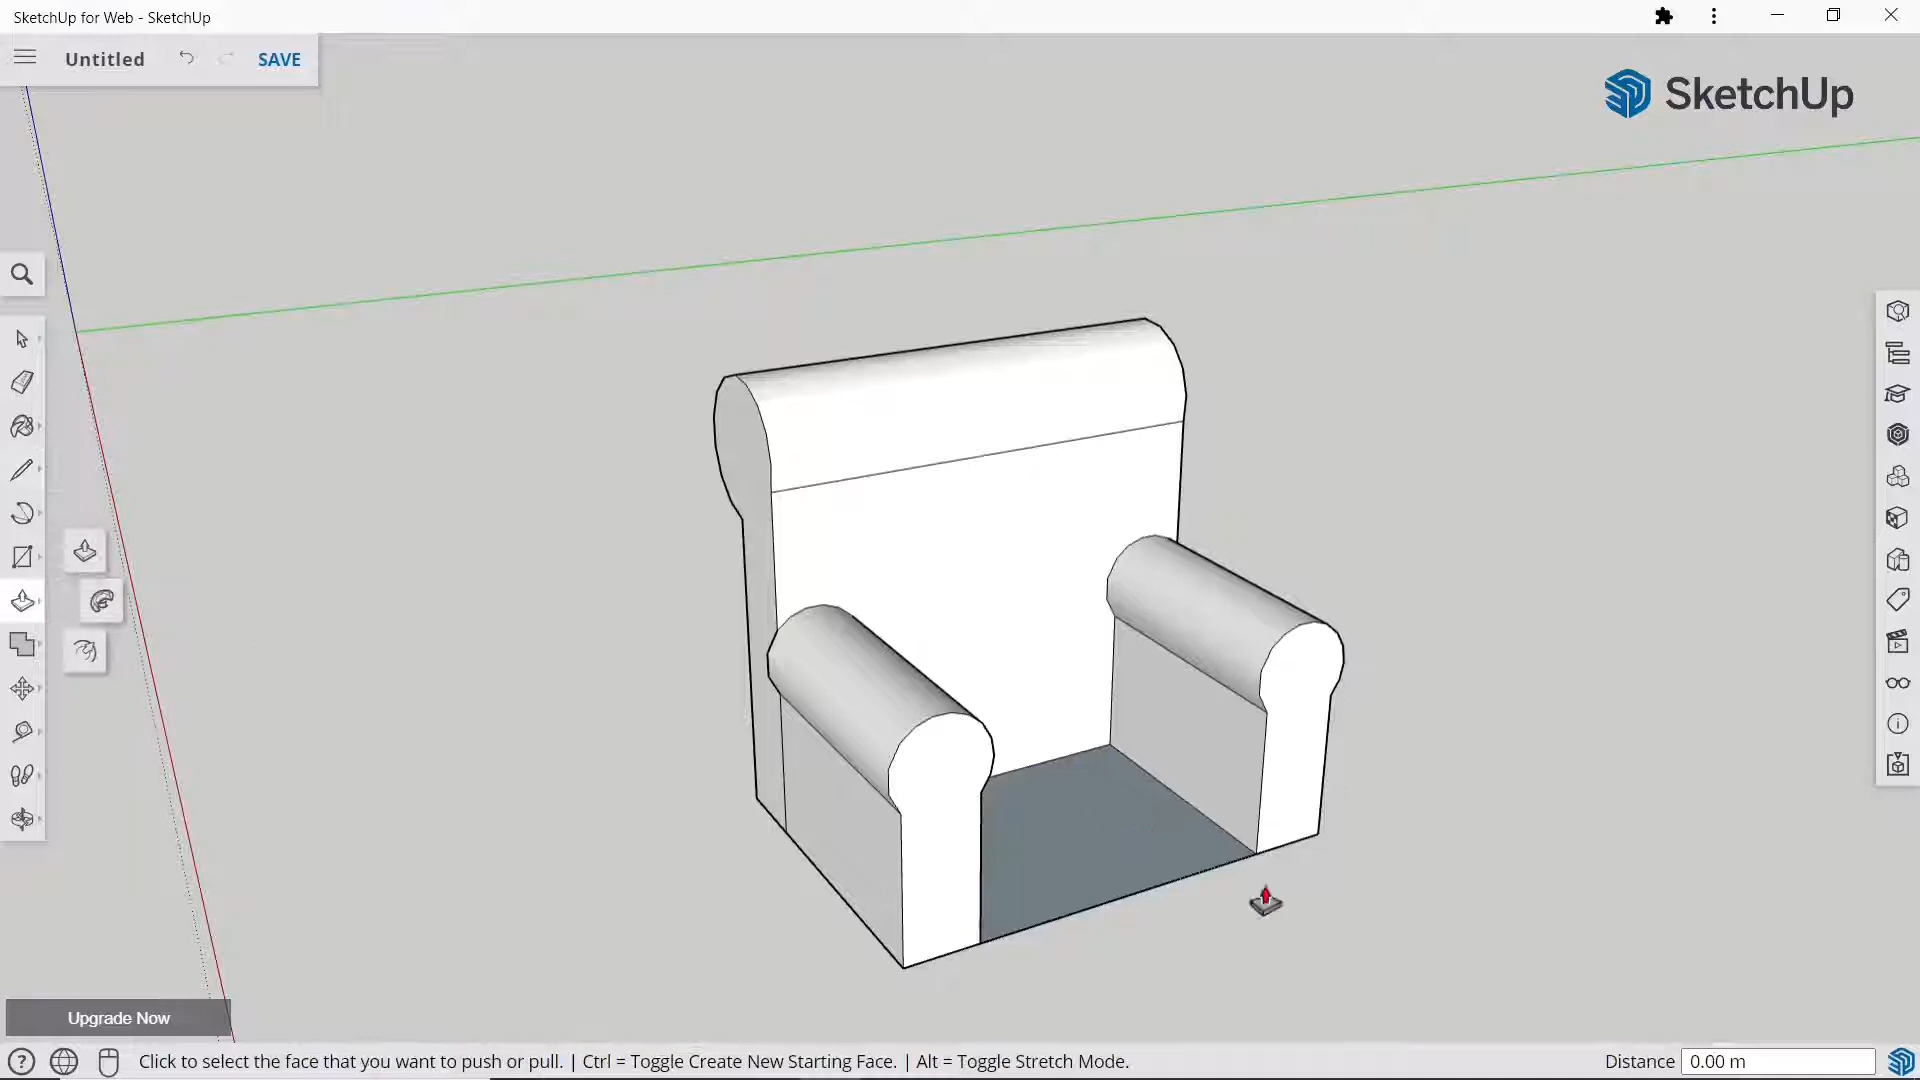 SketchUp for Web - SketchUp
Untitled
SAVE
SketchUp
Upgrade Now
Click to select the face that you want to push or pull. | Ctrl = Toggle Create New Starting Face. | Alt = Toggle Stretch Mode.
Distance 0.00 m